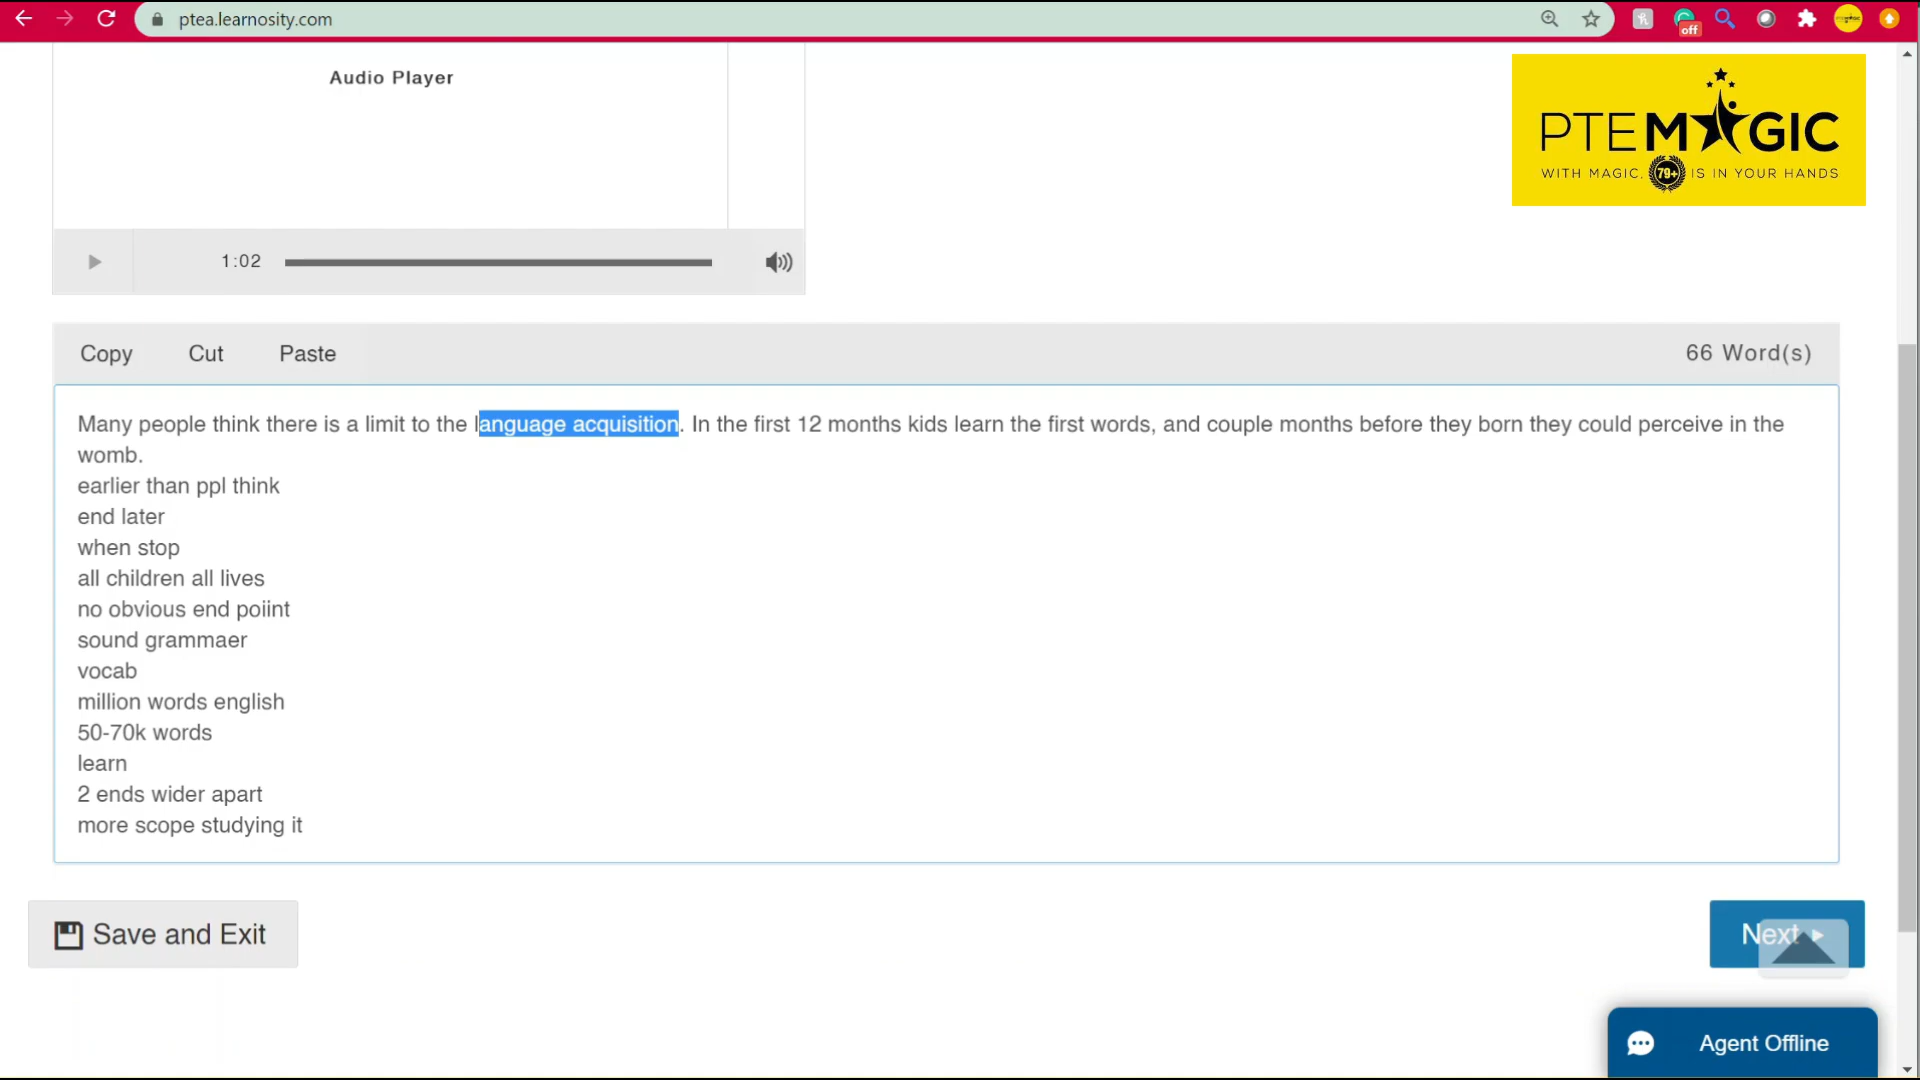 ptea.learnosity.com
off
Audio Player
PTE MAGIC
WITH MAGIC, 79+ IS IN YOUR HANDS
1:02
Copy Cut Paste 66 Word(s)
Many people think there is a limit to the language acquisition. In the first 12 months kids learn the first words, and couple months before they born they could perceive in the
womb.
earlier than ppl think
end later
when stop
all children all lives
no obvious end poiint
sound grammaer
vocab
million words english
50-70k words
learn
2 ends wider apart
more scope studying it
Save and Exit
Next
Agent Offline